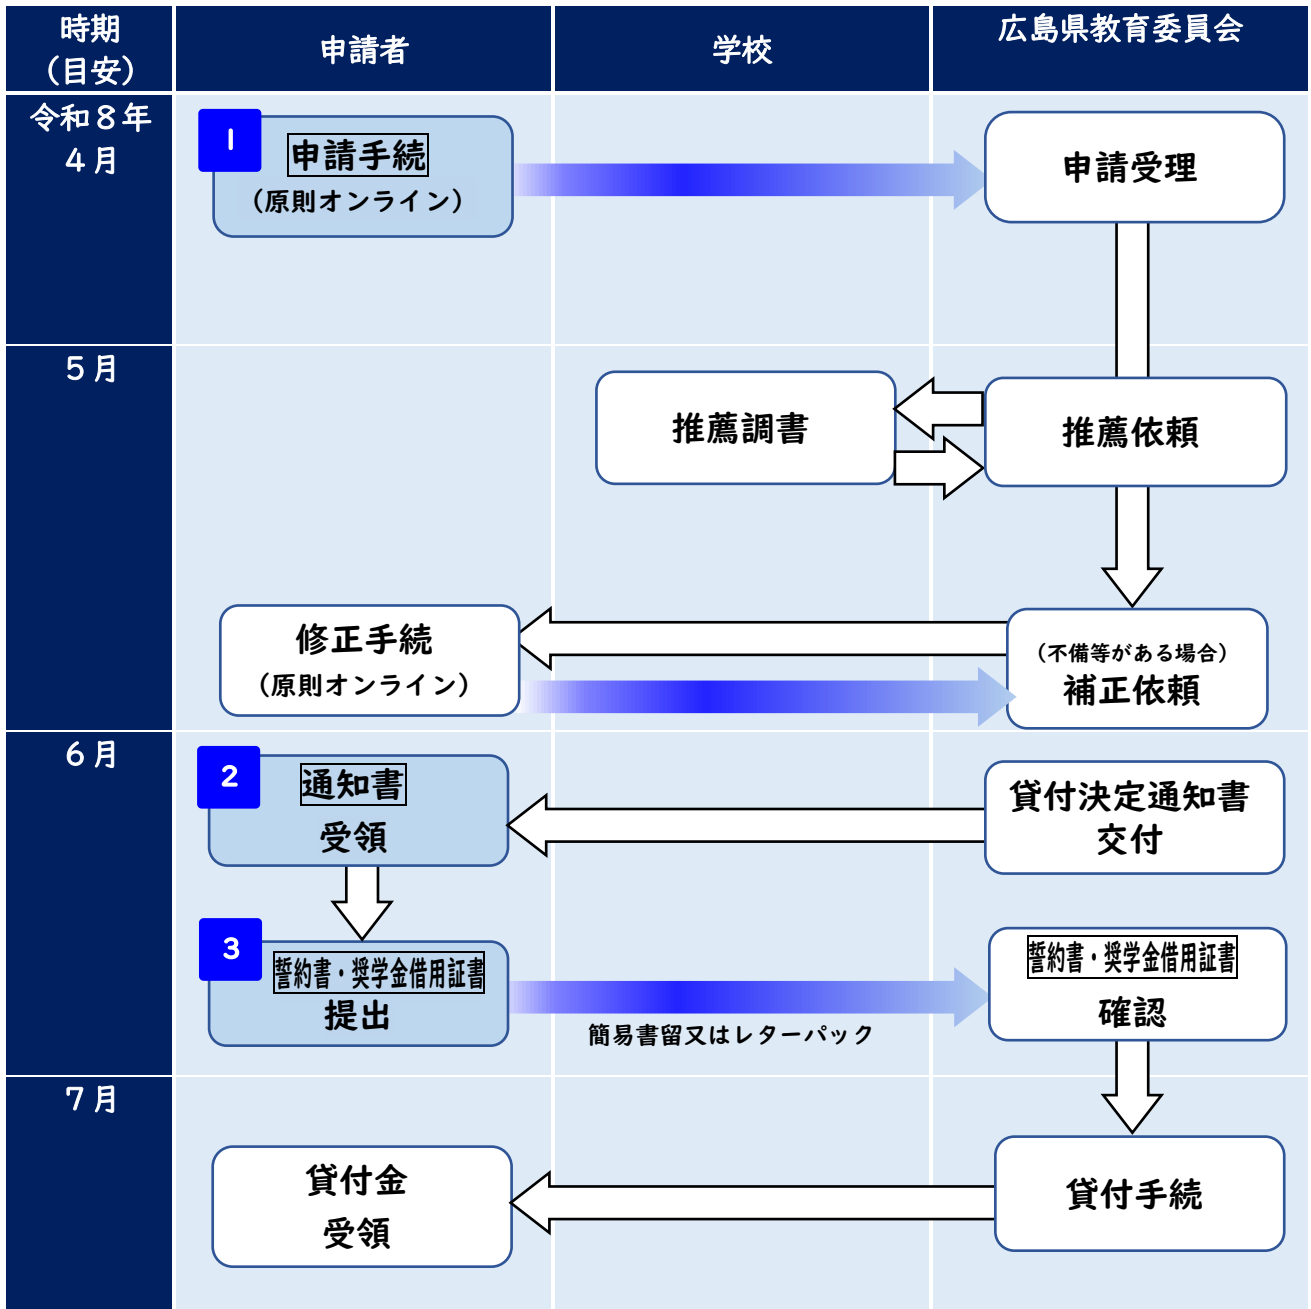 時期
（目安）
申請者
学校
広島県教育委員会
令和８年
４月
1
申請手続
（原則オンライン）
申請受理
５月
推薦調書
推薦依頼
修正手続
（原則オンライン）
（不備等がある場合）
補正依頼
６月
2
通知書
受領
貸付決定通知書
交付
3
誓約書・奨学金借用証書
提出
簡易書留又はレターパック
誓約書・奨学金借用証書
確認
７月
貸付金
受領
貸付手続